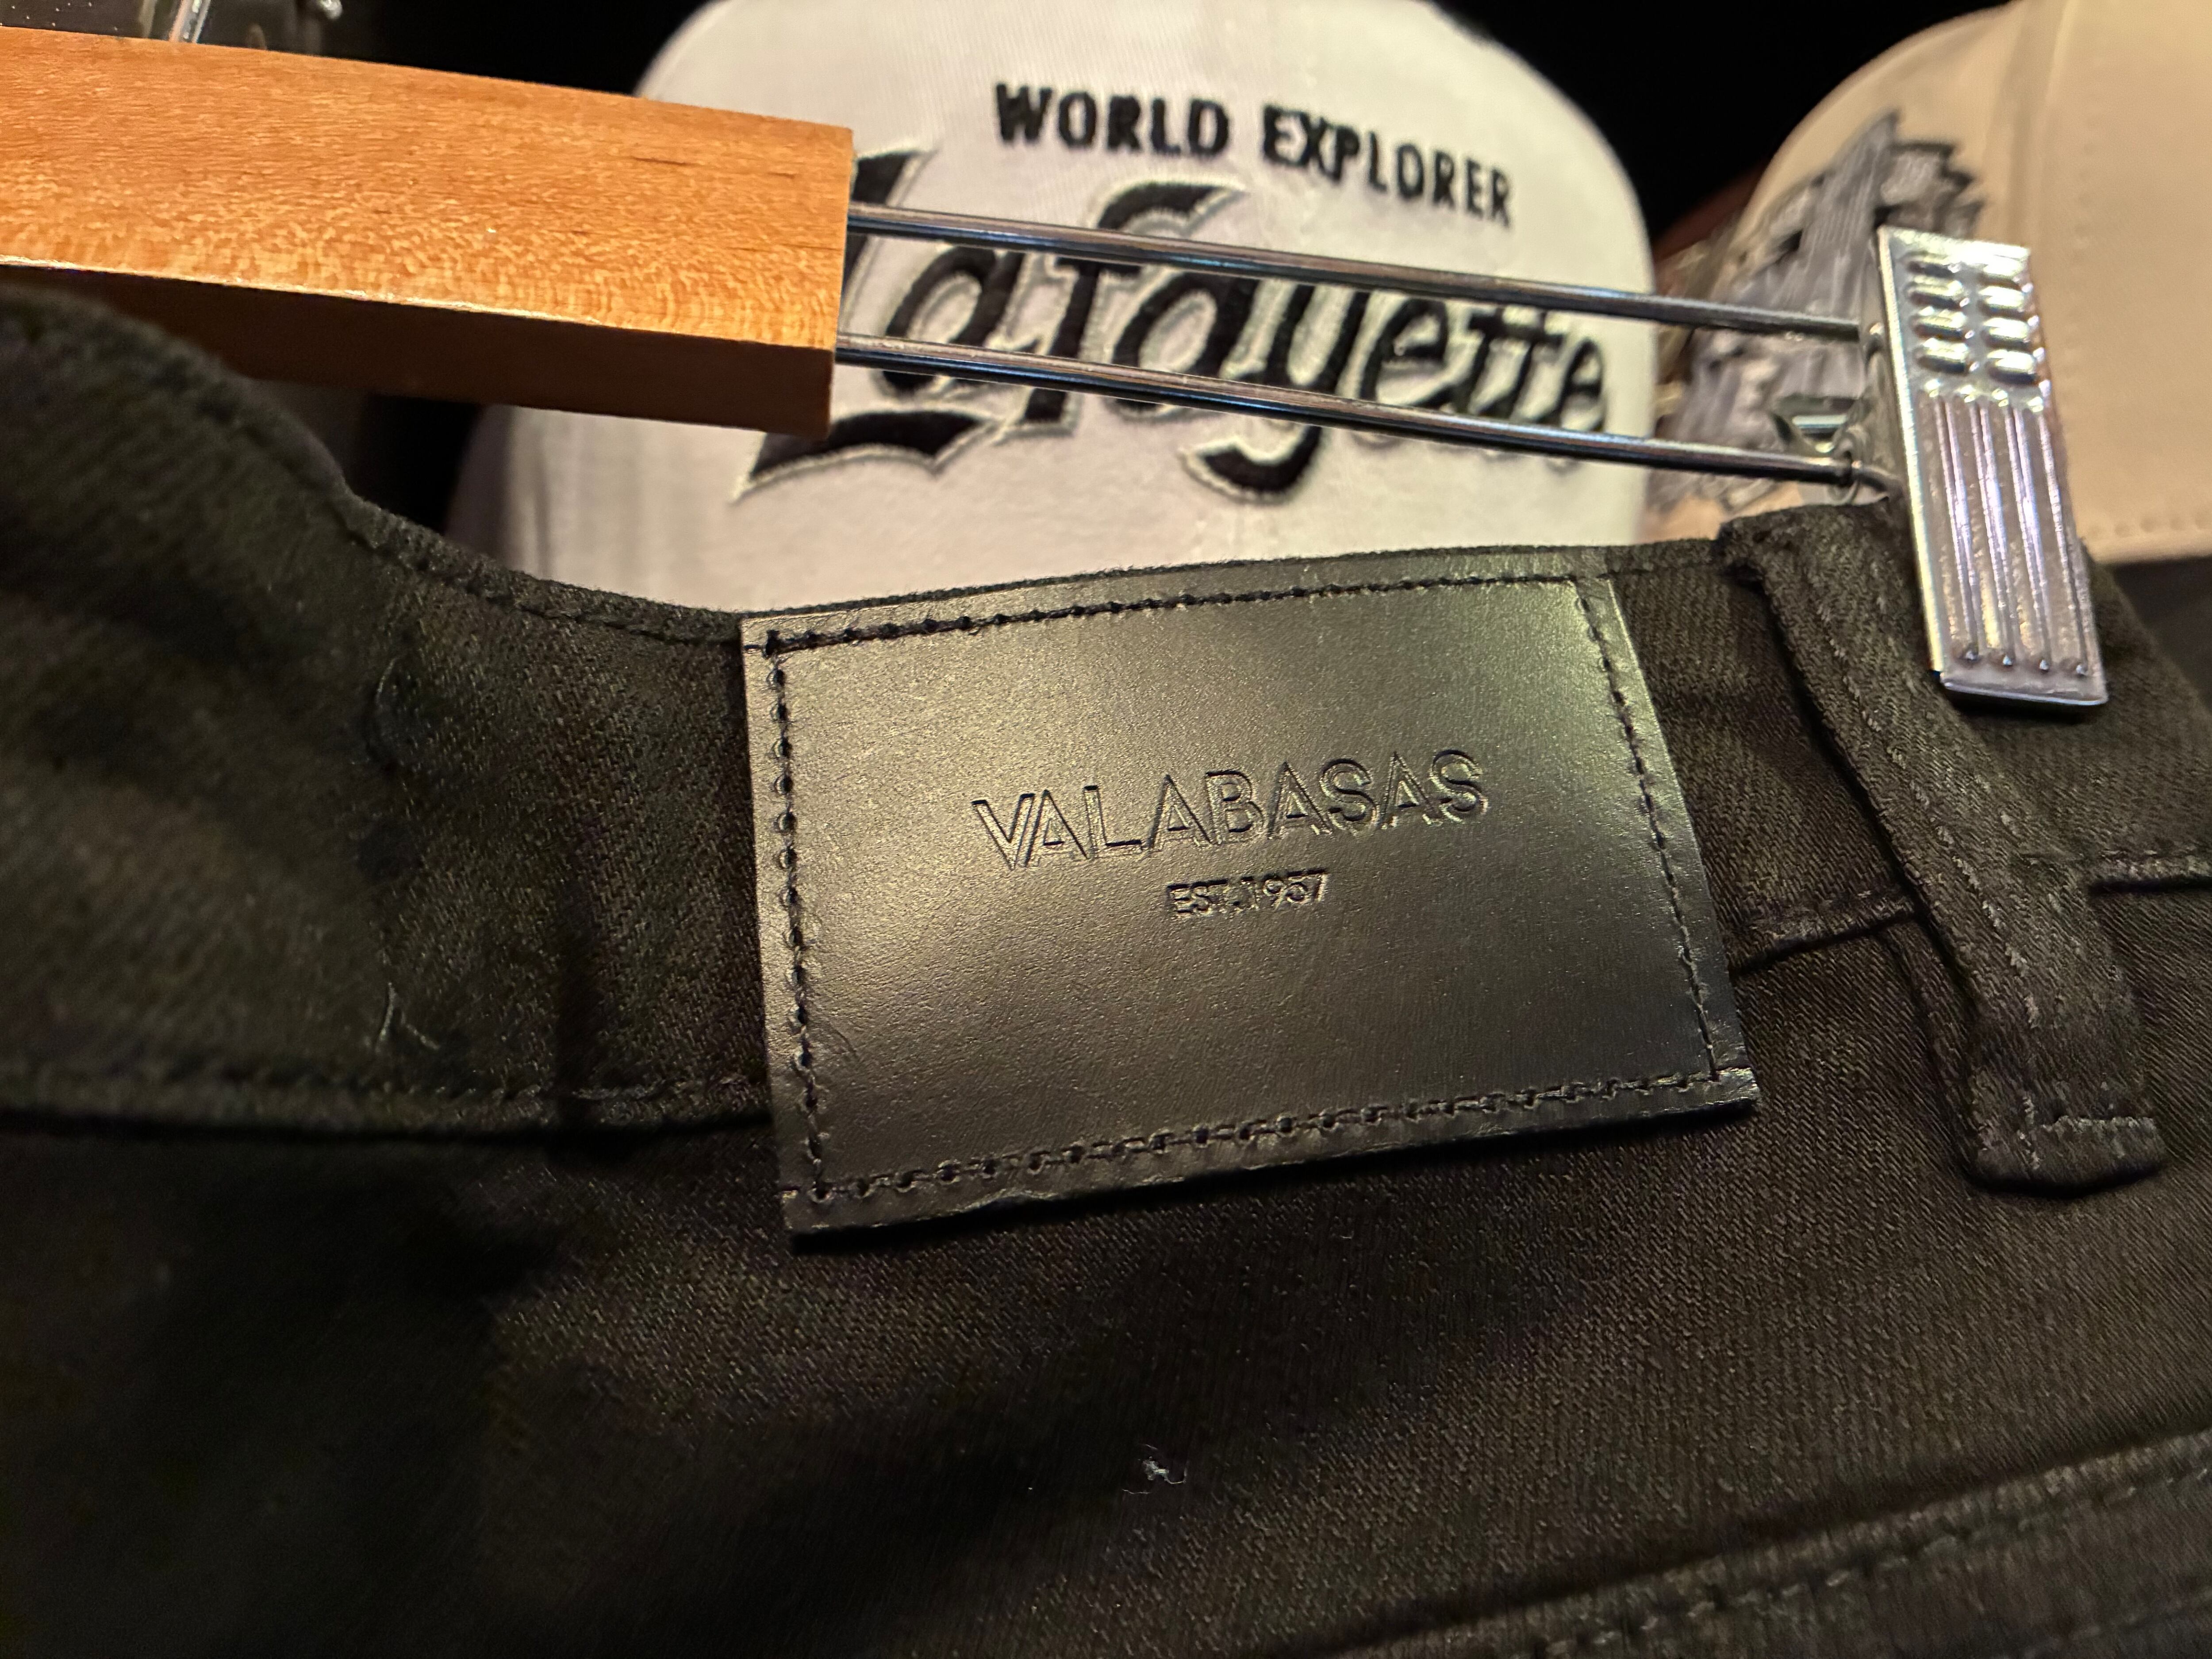 WORLD EXPLORER
Lafayette
VALABASAS
EST.1957